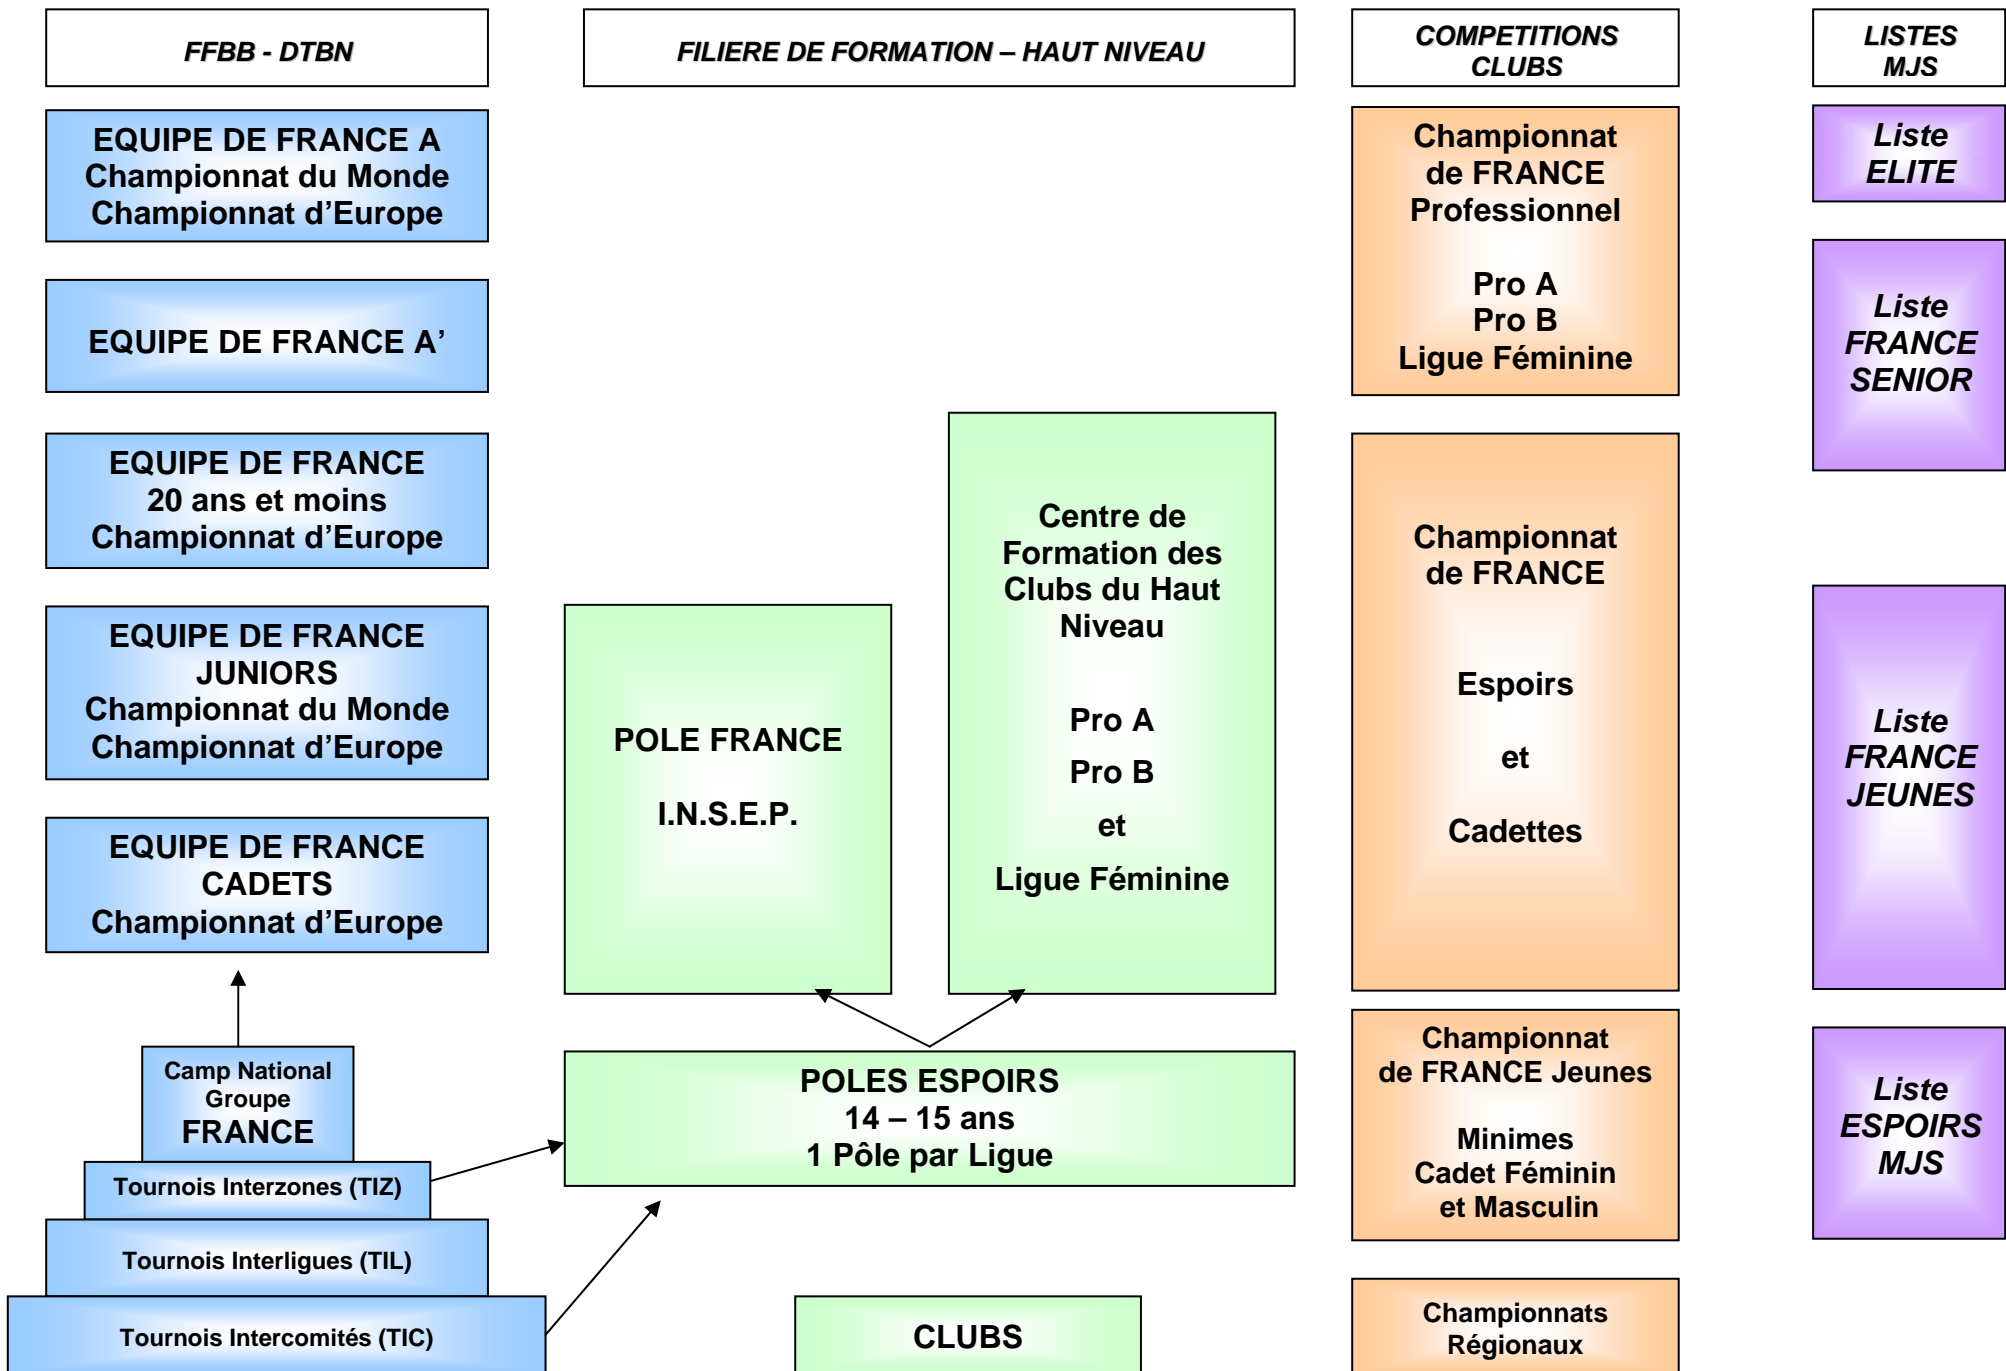 FFBB - DTBN
FILIERE DE FORMATION – HAUT NIVEAU
COMPETITIONS
CLUBS
LISTES
MJS
EQUIPE DE FRANCE A
Championnat du Monde
Championnat d’Europe
EQUIPE DE FRANCE A’
EQUIPE DE FRANCE
20 ans et moins
Championnat d’Europe
EQUIPE DE FRANCE
JUNIORS
Championnat du Monde
Championnat d’Europe
EQUIPE DE FRANCE
CADETS
Championnat d’Europe
Camp National
Groupe
FRANCE
Tournois Interzones (TIZ)
Tournois Interligues (TIL)
Tournois Intercomités (TIC)
POLE FRANCE
I.N.S.E.P.
Centre de
Formation des
Clubs du Haut
Niveau
Pro A
Pro B
et
Ligue Féminine
POLES ESPOIRS
14 – 15 ans
1 Pôle par Ligue
CLUBS
Championnat
de FRANCE
Professionnel
Pro A
Pro B
Ligue Féminine
Championnat
de FRANCE
Espoirs
et
Cadettes
Championnat
de FRANCE Jeunes
Minimes
Cadet Féminin
et Masculin
Championnats
Régionaux
Liste
ELITE
Liste
FRANCE
SENIOR
Liste
FRANCE
JEUNES
Liste
ESPOIRS
MJS